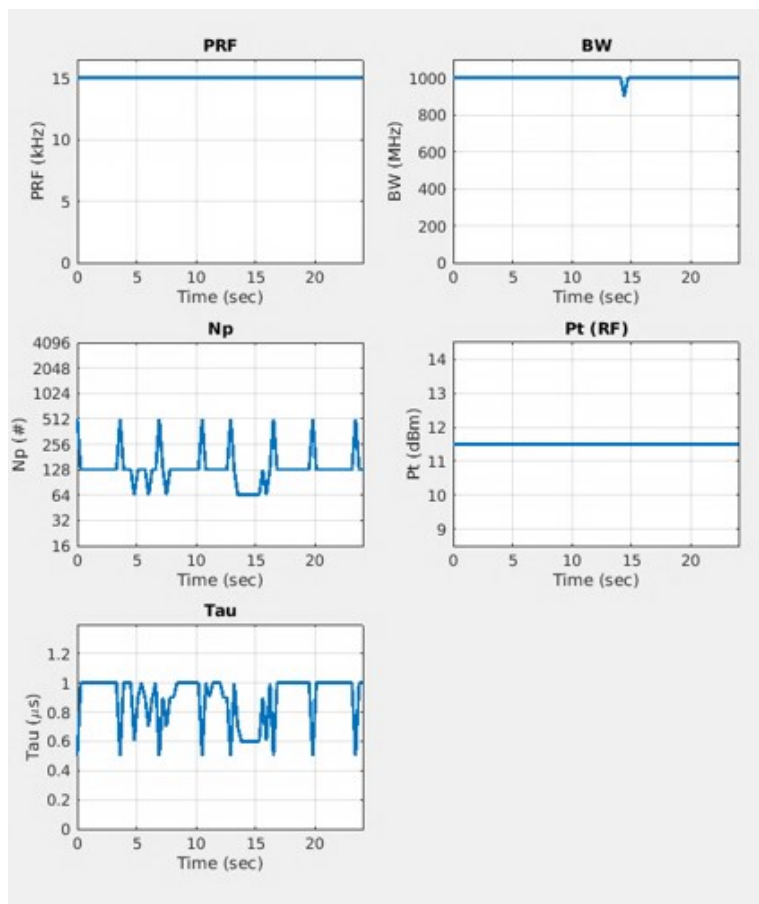 PRF
15
10
5
0
PRF (kHz)
0 5 10 15 20
Time (sec)
BW
1000
800
600
400
200
0
BW (MHz)
0 5 10 15 20
Time (sec)
Np
4096
2048
1024
512
256
128
64
32
16
Np (#)
0 5 10 15 20
Time (sec)
Pt (RF)
14
13
12
11
10
9
Pt (dBm)
0 5 10 15 20
Time (sec)
Tau
1.2
1
0.8
0.6
0.4
0.2
0
Tau (μs)
0 5 10 15 20
Time (sec)